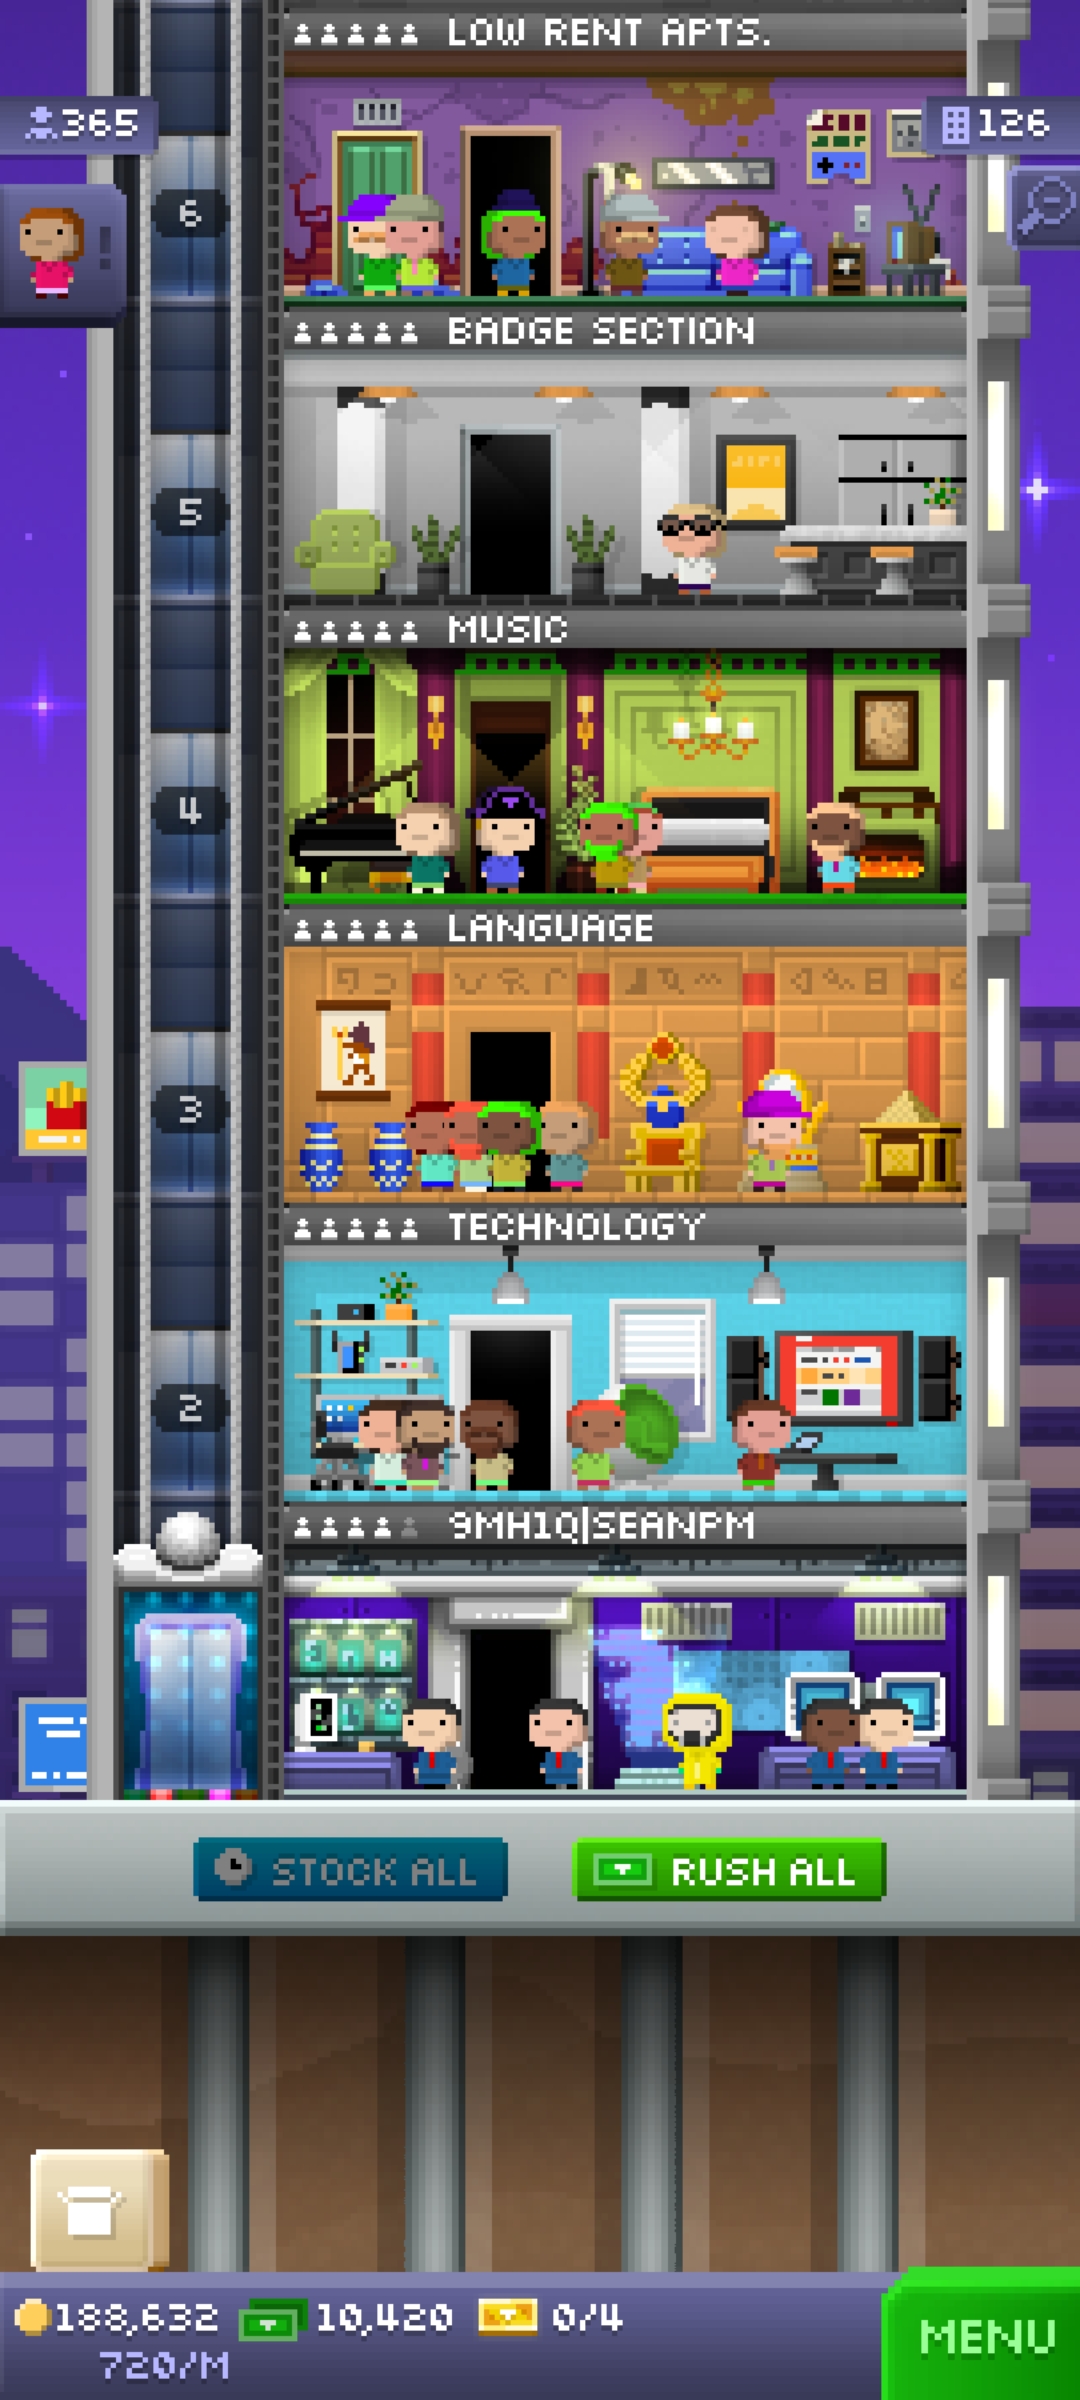 LOW RENT APTS.
365
126
6
BADGE SECTION
5
MUSIC
4
LANGUAGE
3
TECHNOLOGY
2
9MH1Q|SEANPM
STOCK ALL
RUSH ALL
188,632
10,420
0/4
720/M
MENU